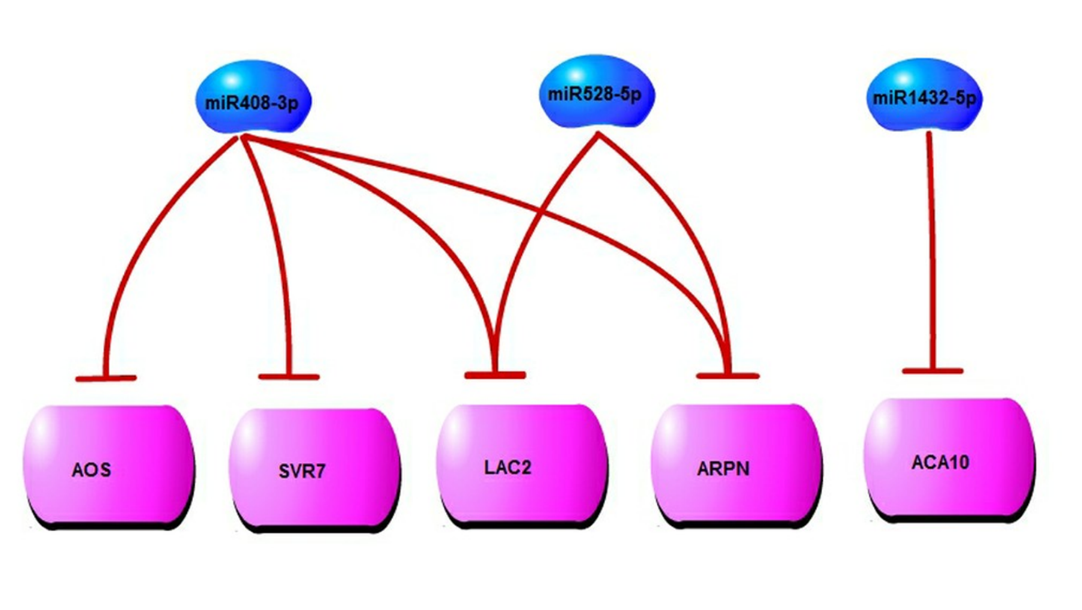 miR408-3p
miR528-5p
miR1432-5p
AOS
SVR7
LAC2
ARPN
ACA10